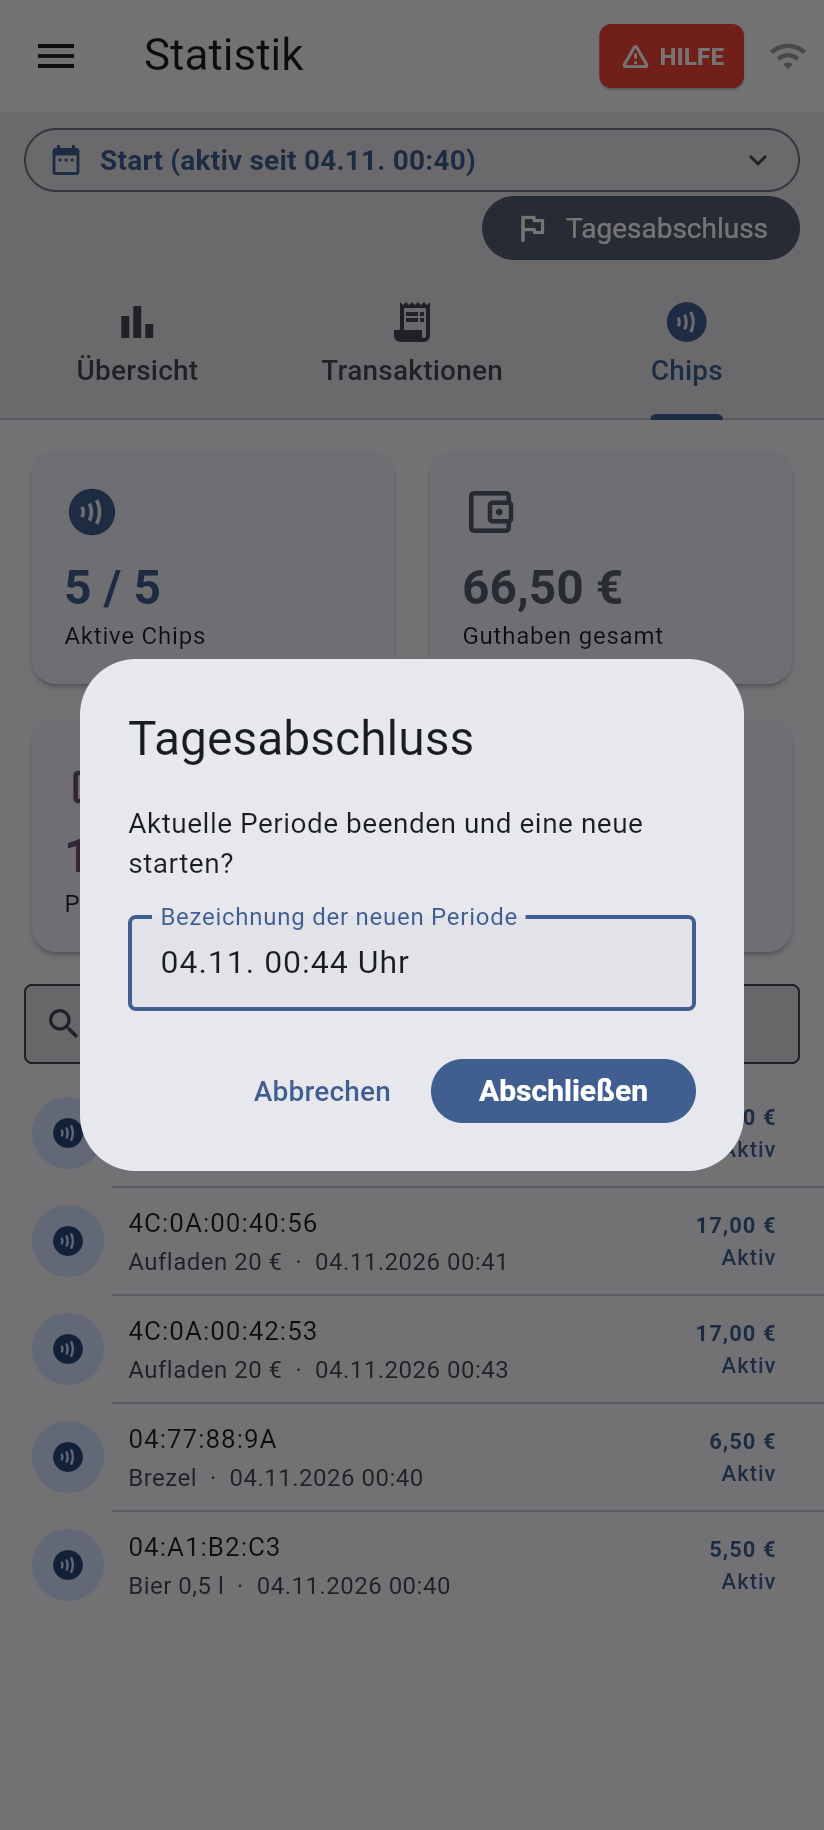 Statistik
HILFE
Start (aktiv seit 04.11. 00:40)
Tagesabschluss
Übersicht
Transaktionen
Chips
5 / 5
Aktive Chips
66,50 €
Guthaben gesamt
Tagesabschluss
Aktuelle Periode beenden und eine neue
starten?
Bezeichnung der neuen Periode
04.11. 00:44 Uhr
Abbrechen
Abschließen
4C:0A:00:40:56
17,00 €
Aufladen 20 € · 04.11.2026 00:41
Aktiv
4C:0A:00:42:53
17,00 €
Aufladen 20 € · 04.11.2026 00:43
Aktiv
04:77:88:9A
6,50 €
Brezel · 04.11.2026 00:40
Aktiv
04:A1:B2:C3
5,50 €
Bier 0,5 l · 04.11.2026 00:40
Aktiv